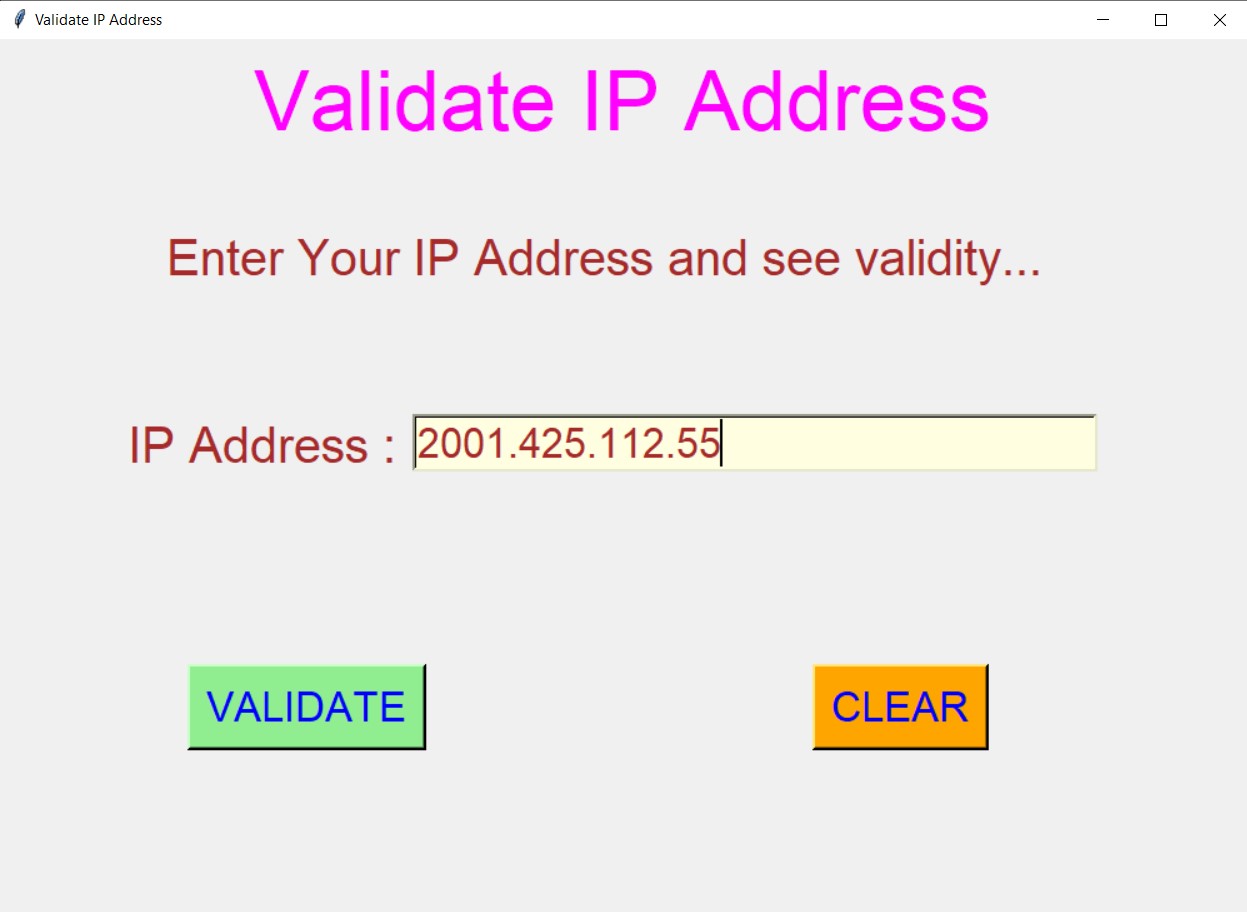 Validate IP Address
Validate IP Address
Enter Your IP Address and see validity...
IP Address : 2001.425.112.55
VALIDATE CLEAR